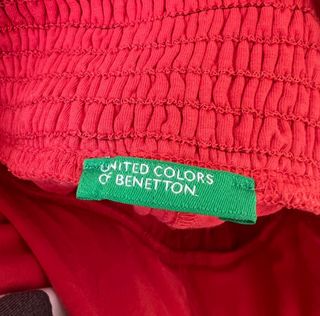 UNITED COLORS
OF BENETTON.